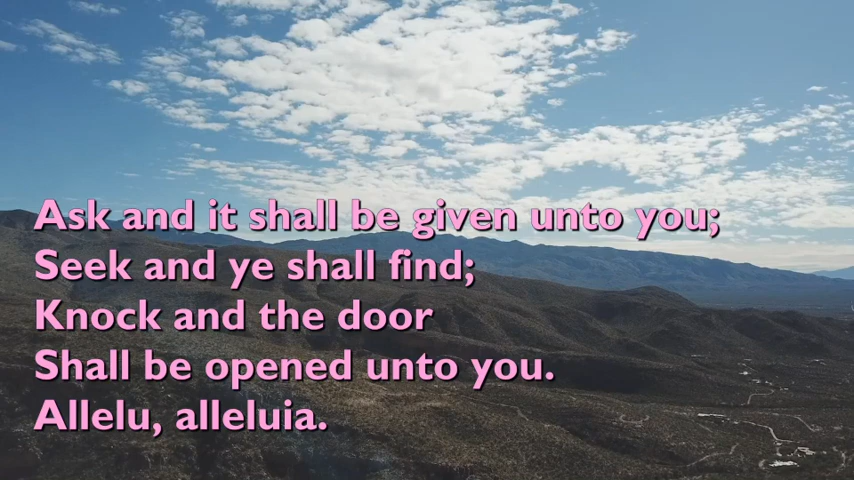 Ask and it shall be given unto you;
Seek and ye shall find;
Knock and the door
Shall be opened unto you.
Allelu, alleluia.